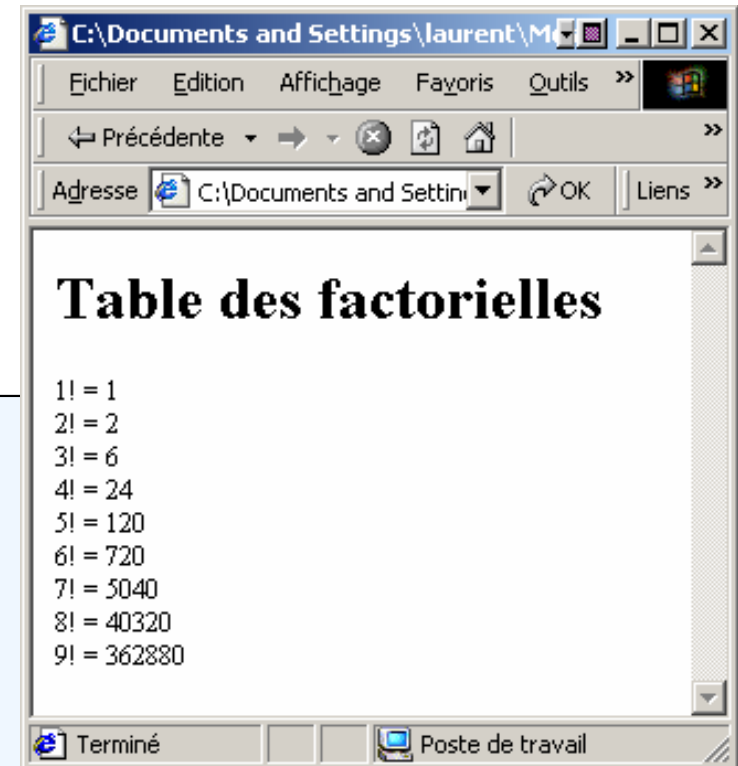 C:\Documents and Settings\laurent\M
Fichier Edition Affichage Favoris Outils »
Précédente »
Adresse C:\Documents and Settin OK Liens »
Table des factorielles
1! = 1
2! = 2
3! = 6
4! = 24
5! = 120
6! = 720
7! = 5040
8! = 40320
9! = 362880
Terminé Poste de travail